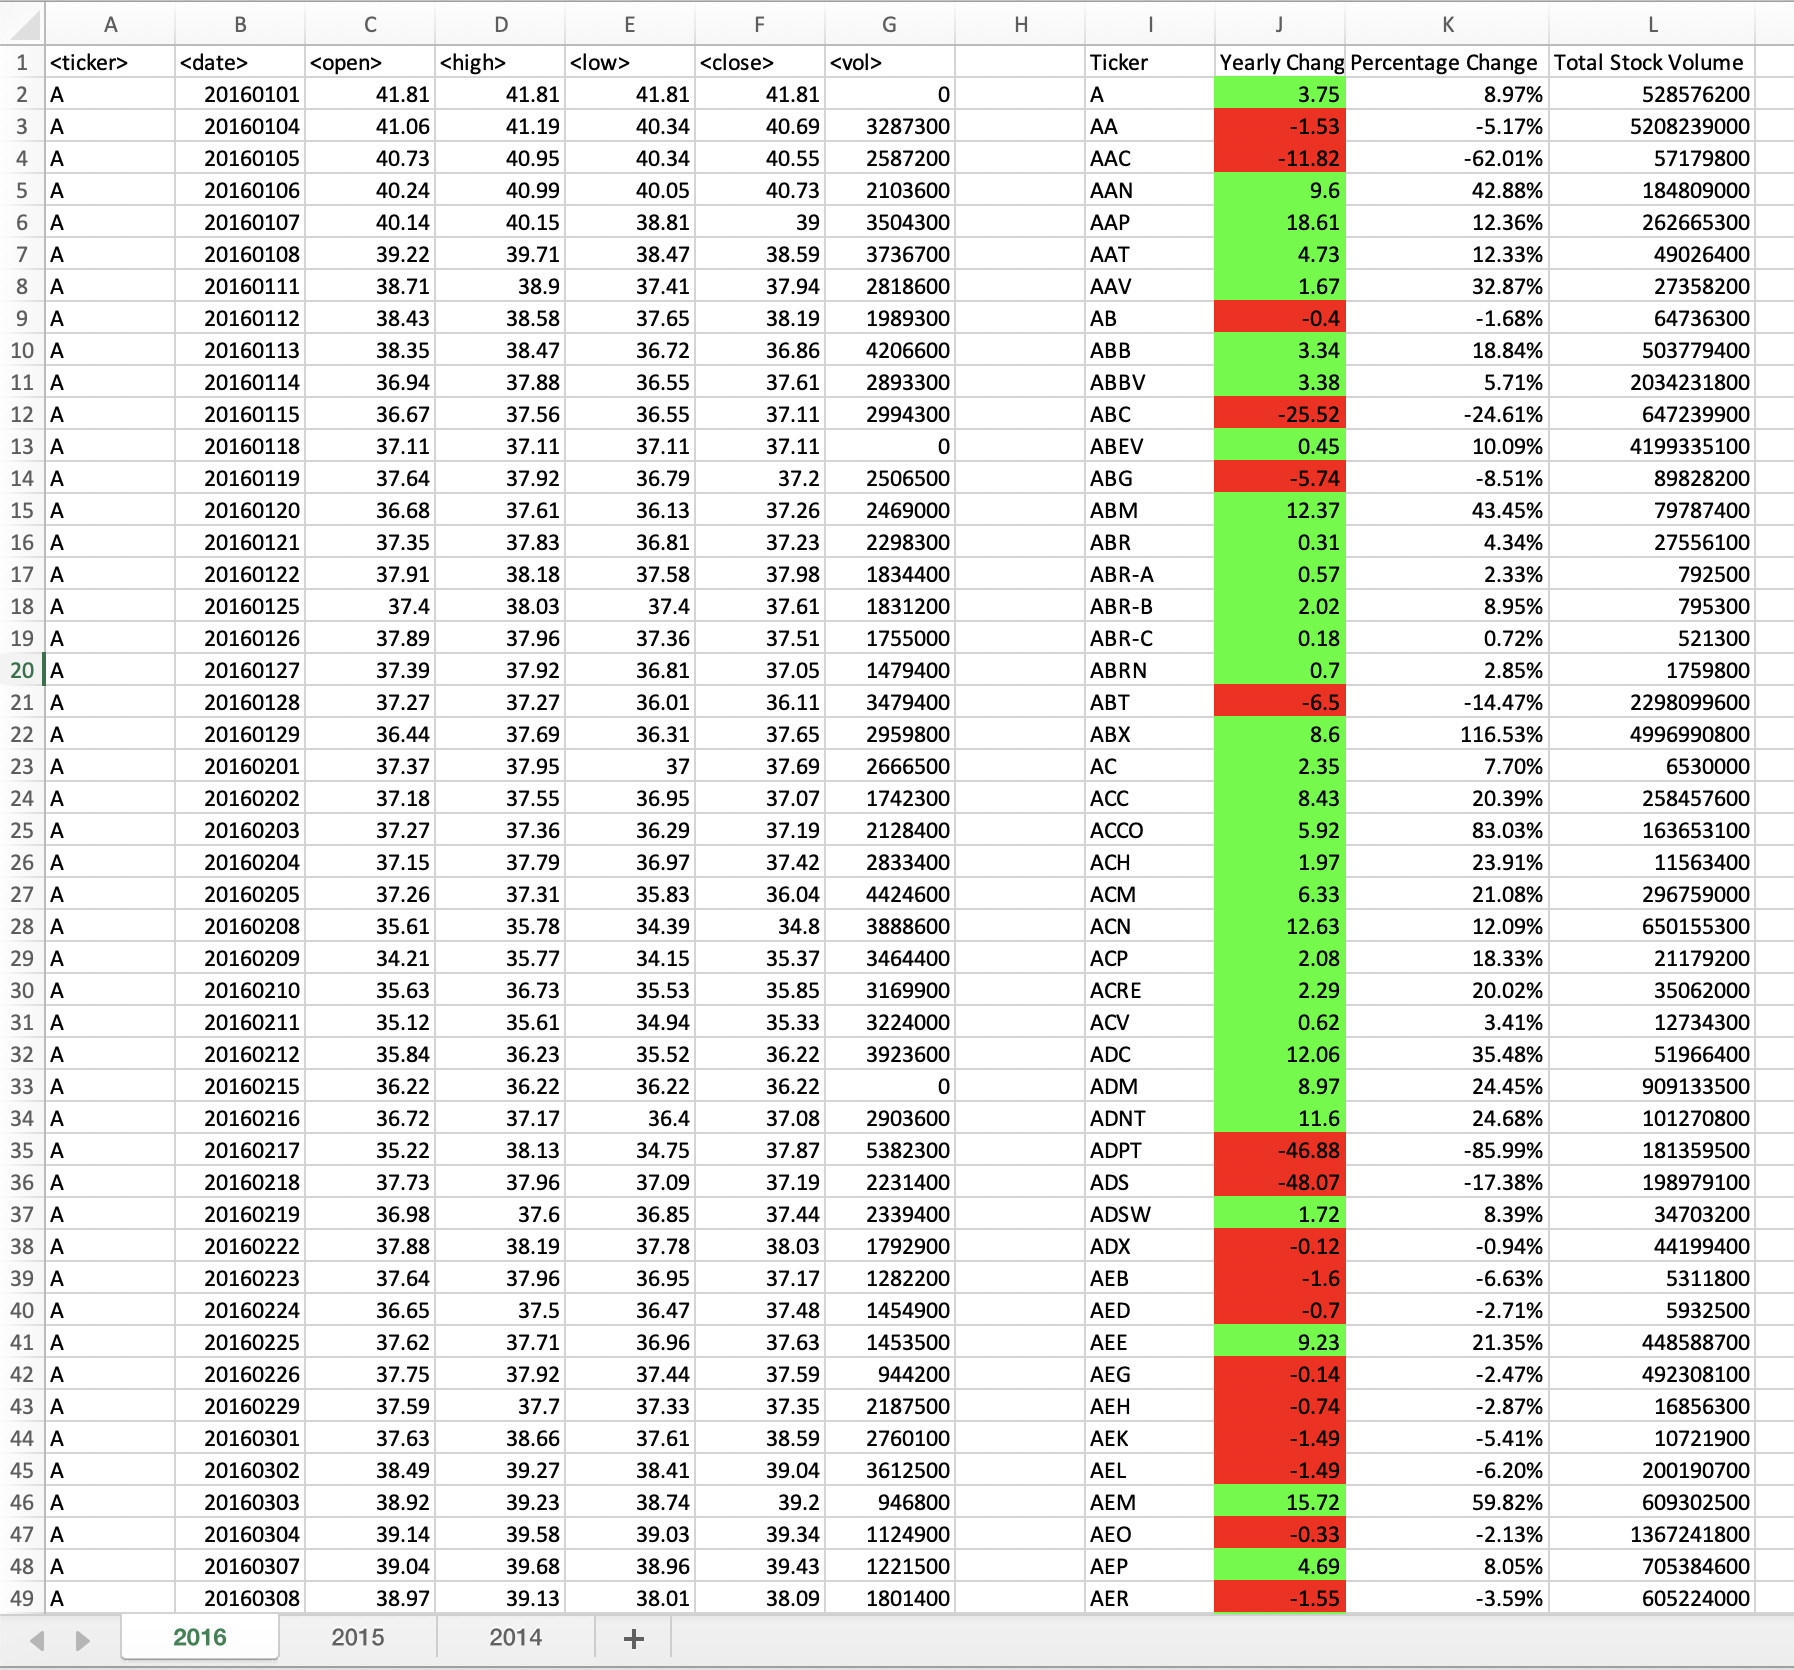 A B C D E F G H I J K L
1 <ticker> <date> <open> <high> <low> <close> <vol> Ticker Yearly Chang Percentage Change Total Stock Volume
2 A 20160101 41.81 41.81 41.81 41.81 0 A 3.75 8.97% 528576200
3 A 20160104 41.06 41.19 40.34 40.69 3287300 AA -1.53 -5.17% 5208239000
4 A 20160105 40.73 40.95 40.34 40.55 2587200 AAC -11.82 -62.01% 57179800
5 A 20160106 40.24 40.99 40.05 40.73 2103600 AAN 9.6 42.88% 184809000
6 A 20160107 40.14 40.15 38.81 39 3504300 AAP 18.61 12.36% 262665300
7 A 20160108 39.22 39.71 38.47 38.59 3736700 AAT 4.73 12.33% 49026400
8 A 20160111 38.71 38.9 37.41 37.94 2818600 AAV 1.67 32.87% 27358200
9 A 20160112 38.43 38.58 37.65 38.19 1989300 AB -0.4 -1.68% 64736300
10 A 20160113 38.35 38.47 36.72 36.86 4206600 ABB 3.34 18.84% 503779400
11 A 20160114 36.94 37.88 36.55 37.61 2893300 ABBV 3.38 5.71% 2034231800
12 A 20160115 36.67 37.56 36.55 37.11 2994300 ABC -25.52 -24.61% 647239900
13 A 20160118 37.11 37.11 37.11 37.11 0 ABEV 0.45 10.09% 4199335100
14 A 20160119 37.64 37.92 36.79 37.2 2506500 ABG -5.74 -8.51% 89828200
15 A 20160120 36.68 37.61 36.13 37.26 2469000 ABM 12.37 43.45% 79787400
16 A 20160121 37.35 37.83 36.81 37.23 2298300 ABR 0.31 4.34% 27556100
17 A 20160122 37.91 38.18 37.58 37.98 1834400 ABR-A 0.57 2.33% 792500
18 A 20160125 37.4 38.03 37.4 37.61 1831200 ABR-B 2.02 8.95% 795300
19 A 20160126 37.89 37.96 37.36 37.51 1755000 ABR-C 0.18 0.72% 521300
20 A 20160127 37.39 37.92 36.81 37.05 1479400 ABRN 0.7 2.85% 1759800
21 A 20160128 37.27 37.27 36.01 36.11 3479400 ABT -6.5 -14.47% 2298099600
22 A 20160129 36.44 37.69 36.31 37.65 2959800 ABX 8.6 116.53% 4996990800
23 A 20160201 37.37 37.95 37 37.69 2666500 AC 2.35 7.70% 6530000
24 A 20160202 37.18 37.55 36.95 37.07 1742300 ACC 8.43 20.39% 258457600
25 A 20160203 37.27 37.36 36.29 37.19 2128400 ACCO 5.92 83.03% 163653100
26 A 20160204 37.15 37.79 36.97 37.42 2833400 ACH 1.97 23.91% 11563400
27 A 20160205 37.26 37.31 35.83 36.04 4424600 ACM 6.33 21.08% 296759000
28 A 20160208 35.61 35.78 34.39 34.8 3888600 ACN 12.63 12.09% 650155300
29 A 20160209 34.21 35.77 34.15 35.37 3464400 ACP 2.08 18.33% 21179200
30 A 20160210 35.63 36.73 35.53 35.85 3169900 ACRE 2.29 20.02% 35062000
31 A 20160211 35.12 35.61 34.94 35.33 3224000 ACV 0.62 3.41% 12734300
32 A 20160212 35.84 36.23 35.52 36.22 3923600 ADC 12.06 35.48% 51966400
33 A 20160215 36.22 36.22 36.22 36.22 0 ADM 8.97 24.45% 909133500
34 A 20160216 36.72 37.17 36.4 37.08 2903600 ADNT 11.6 24.68% 101270800
35 A 20160217 35.22 38.13 34.75 37.87 5382300 ADPT -46.88 -85.99% 181359500
36 A 20160218 37.73 37.96 37.09 37.19 2231400 ADS -48.07 -17.38% 198979100
37 A 20160219 36.98 37.6 36.85 37.44 2339400 ADSW 1.72 8.39% 34703200
38 A 20160222 37.88 38.19 37.78 38.03 1792900 ADX -0.12 -0.94% 44199400
39 A 20160223 37.64 37.96 36.95 37.17 1282200 AEB -1.6 -6.63% 5311800
40 A 20160224 36.65 37.5 36.47 37.48 1454900 AED -0.7 -2.71% 5932500
41 A 20160225 37.62 37.71 36.96 37.63 1453500 AEE 9.23 21.35% 448588700
42 A 20160226 37.75 37.92 37.44 37.59 944200 AEG -0.14 -2.47% 492308100
43 A 20160229 37.59 37.7 37.33 37.35 2187500 AEH -0.74 -2.87% 16856300
44 A 20160301 37.63 38.66 37.61 38.59 2760100 AEK -1.49 -5.41% 10721900
45 A 20160302 38.49 39.27 38.41 39.04 3612500 AEL -1.49 -6.20% 200190700
46 A 20160303 38.92 39.23 38.74 39.2 946800 AEM 15.72 59.82% 609302500
47 A 20160304 39.14 39.58 39.03 39.34 1124900 AEO -0.33 -2.13% 1367241800
48 A 20160307 39.04 39.68 38.96 39.43 1221500 AEP 4.69 8.05% 705384600
49 A 20160308 38.97 39.13 38.01 38.09 1801400 AER -1.55 -3.59% 605224000
2016 2015 2014 +